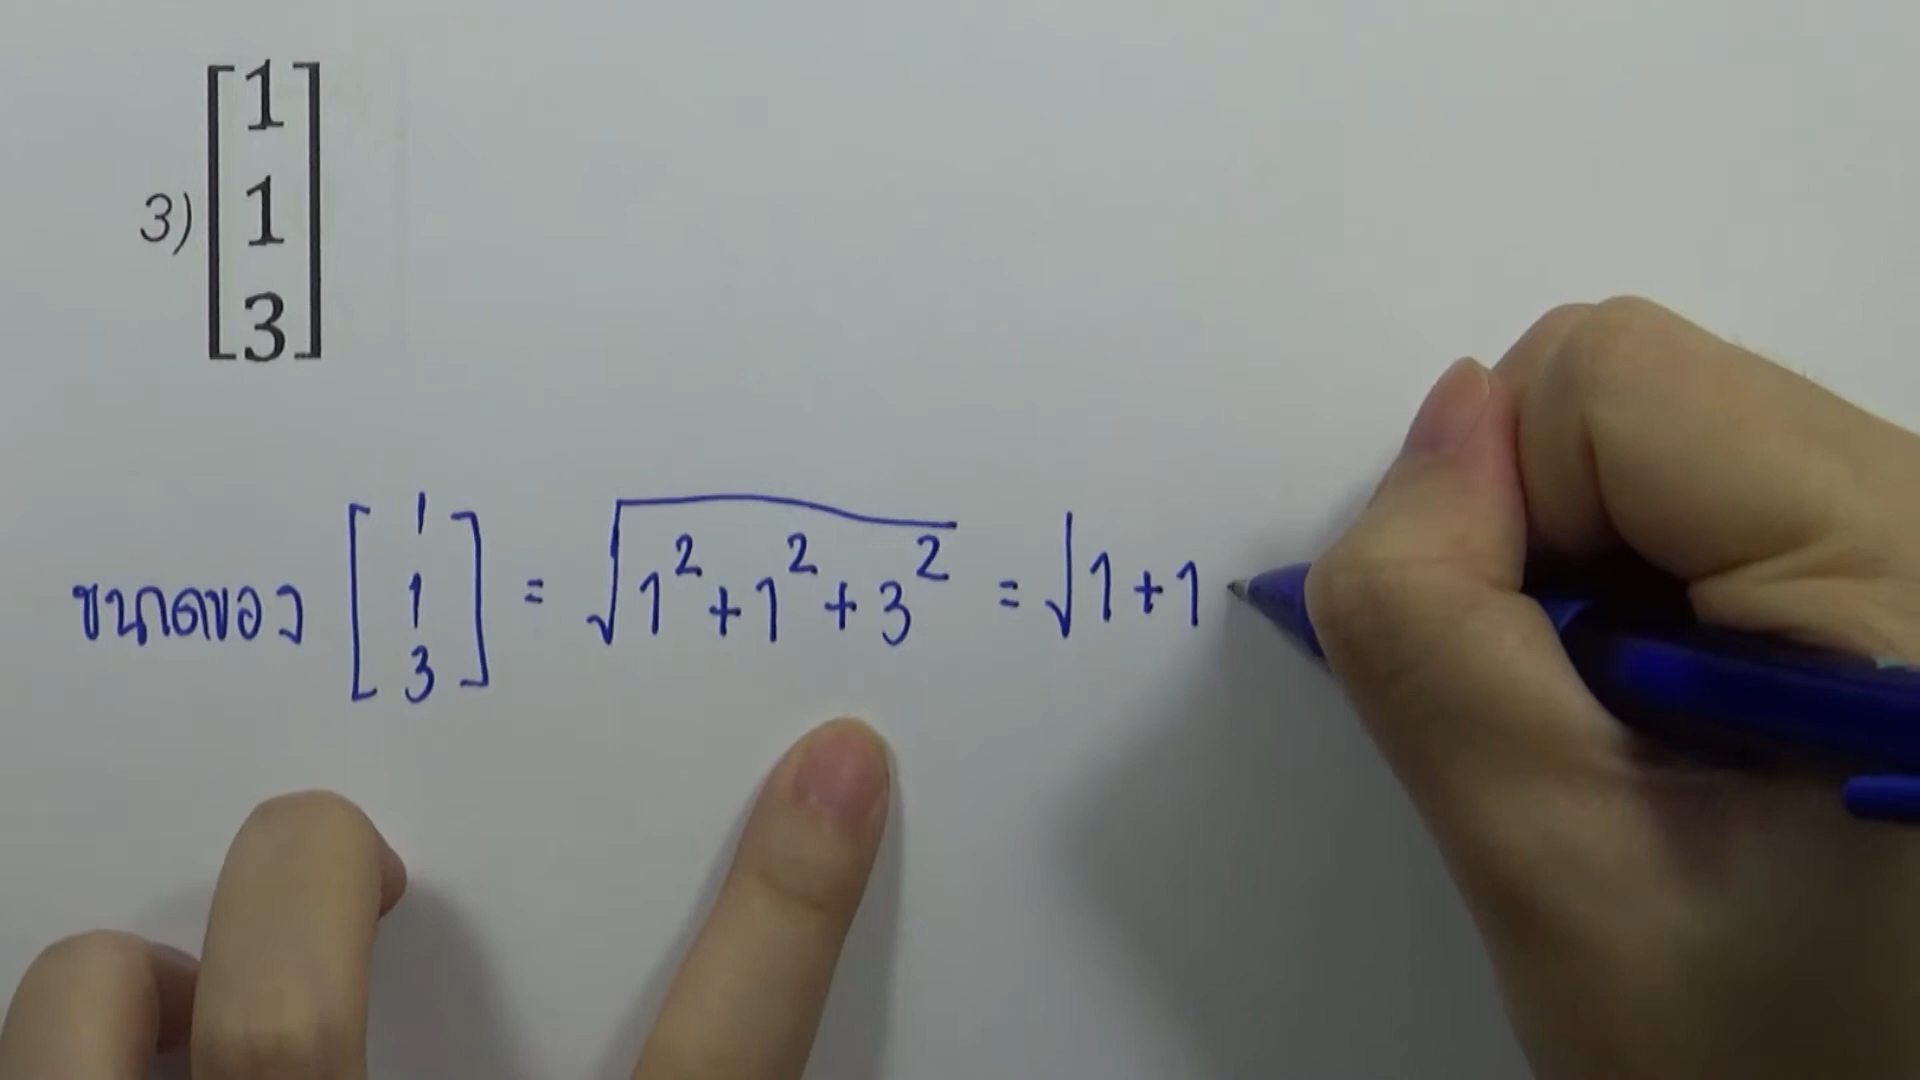 3) [1
1
3]
ขนาดของ [1 1 3] = √1²+1²+3² = √1+1